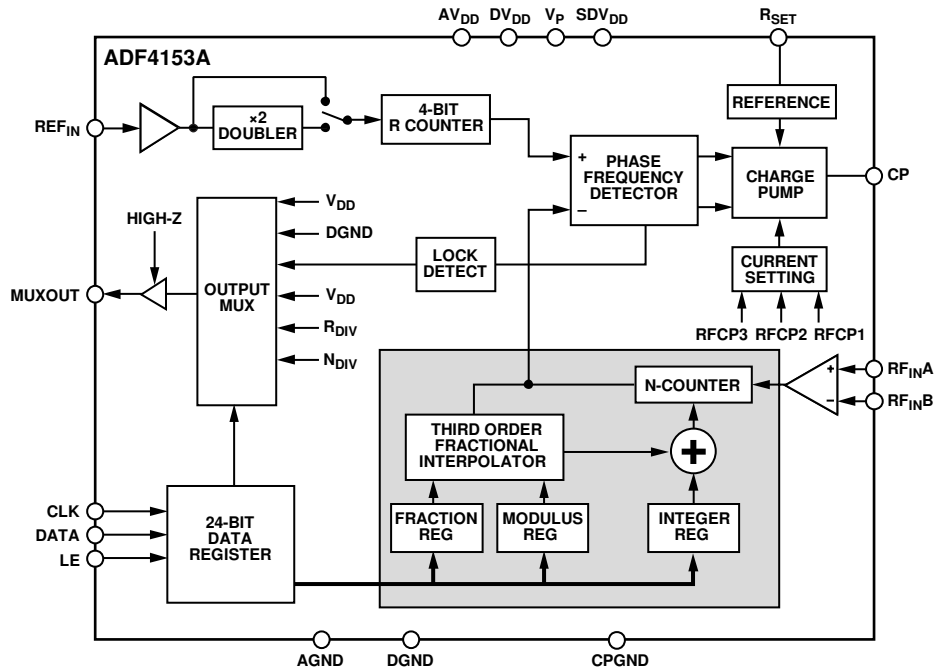 AVDD DVDD VP SDVDD RSET
ADF4153A
REFIN
×2
DOUBLER
4-BIT
R COUNTER
REFERENCE
+
−
PHASE
FREQUENCY
DETECTOR
CHARGE
PUMP
CP
HIGH-Z
MUXOUT
OUTPUT
MUX
VDD
DGND
VDD
RDIV
NDIV
LOCK
DETECT
CURRENT
SETTING
RFCP3 RFCP2 RFCP1
N-COUNTER
+
−
RFINA
RFINB
THIRD ORDER
FRACTIONAL
INTERPOLATOR
+
CLK
DATA
LE
24-BIT
DATA
REGISTER
FRACTION
REG
MODULUS
REG
INTEGER
REG
AGND DGND CPGND